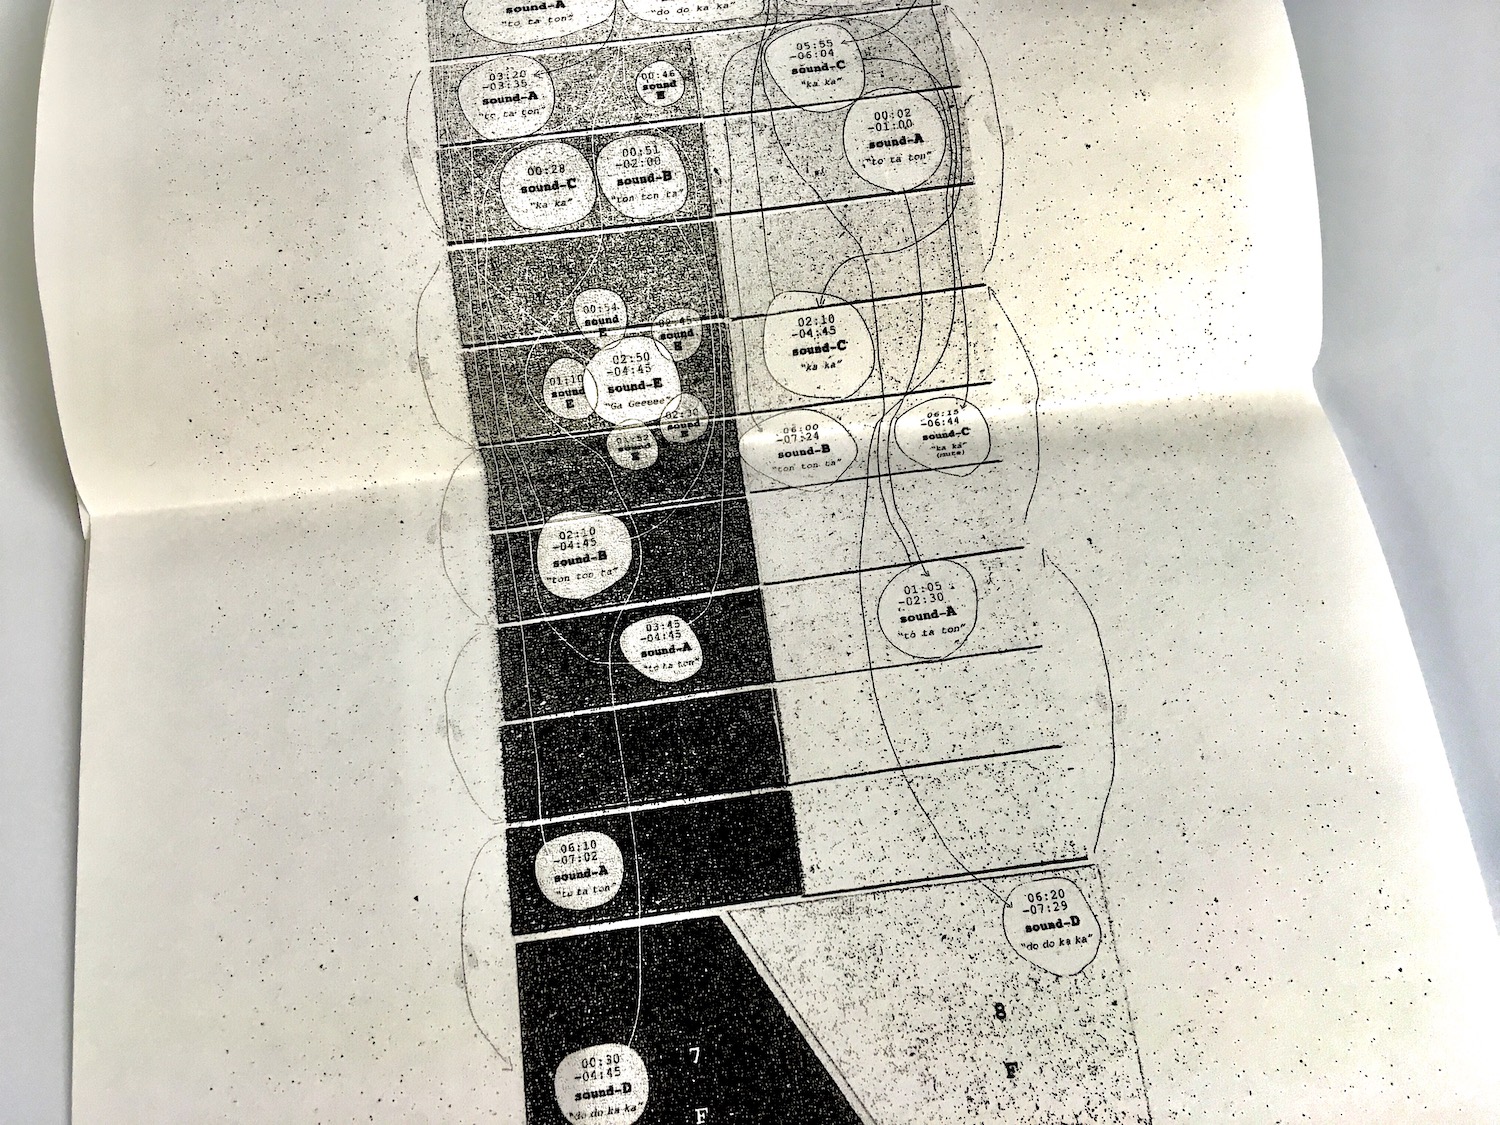 sound-A
"to ta ton"
"do do ka ka"
05:55
-06:04
sound-C
"ka ka"
03:20
-03:35
sound-A
"to ta ton"
00:46
sound
E
00:02
-01:00
sound-A
"to ta ton"
00:28
sound-C
"ka ka"
00:51
-02:00
sound-B
"ton ton ta"
00:54
sound
E
02:45
sound
E
02:10
-04:45
sound-C
"ka ka"
02:50
-04:45
sound-E
"Ga Geeeee"
01:10
sound
E
02:30
sound
E
E
06:00
-07:24
sound-B
"ton ton ta"
06:15
-06:44
sound-C
"ka ka"
(mute)
02:10
-04:45
sound-B
"ton ton ta"
01:05
-02:30
sound-A
"to ta ton"
03:45
-04:45
sound-A
"to ta ton"
06:10
-07:02
sound-A
"to ta ton"
06:20
-07:29
sound-D
"do do ka ka"
8
F
00:30
-04:45
sound-D
"do do ka ka"
7
F